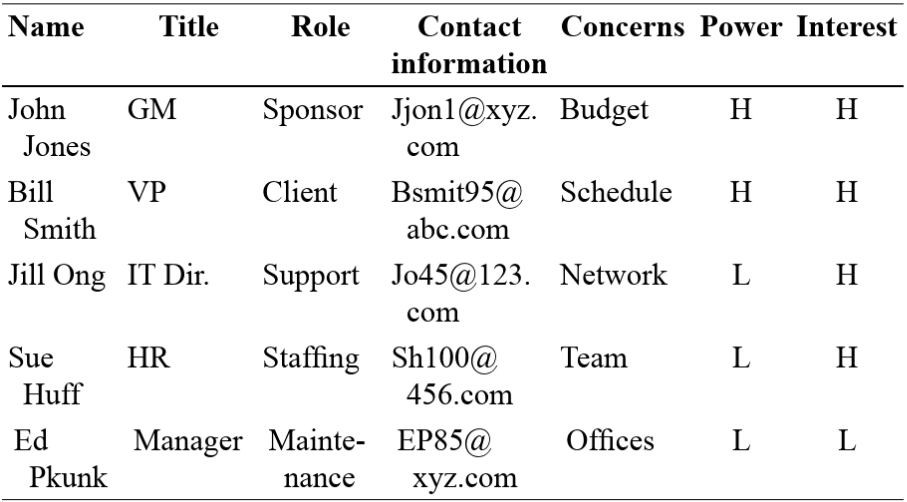 Name Title Role Contact information Concerns Power Interest
John Jones GM Sponsor Jjon1@xyz.com Budget H H
Bill Smith VP Client Bsmit95@abc.com Schedule H H
Jill Ong IT Dir. Support Jo45@123.com Network L H
Sue Huff HR Staffing Sh100@456.com Team L H
Ed Pkunk Manager Mainte-nance EP85@xyz.com Offices L L